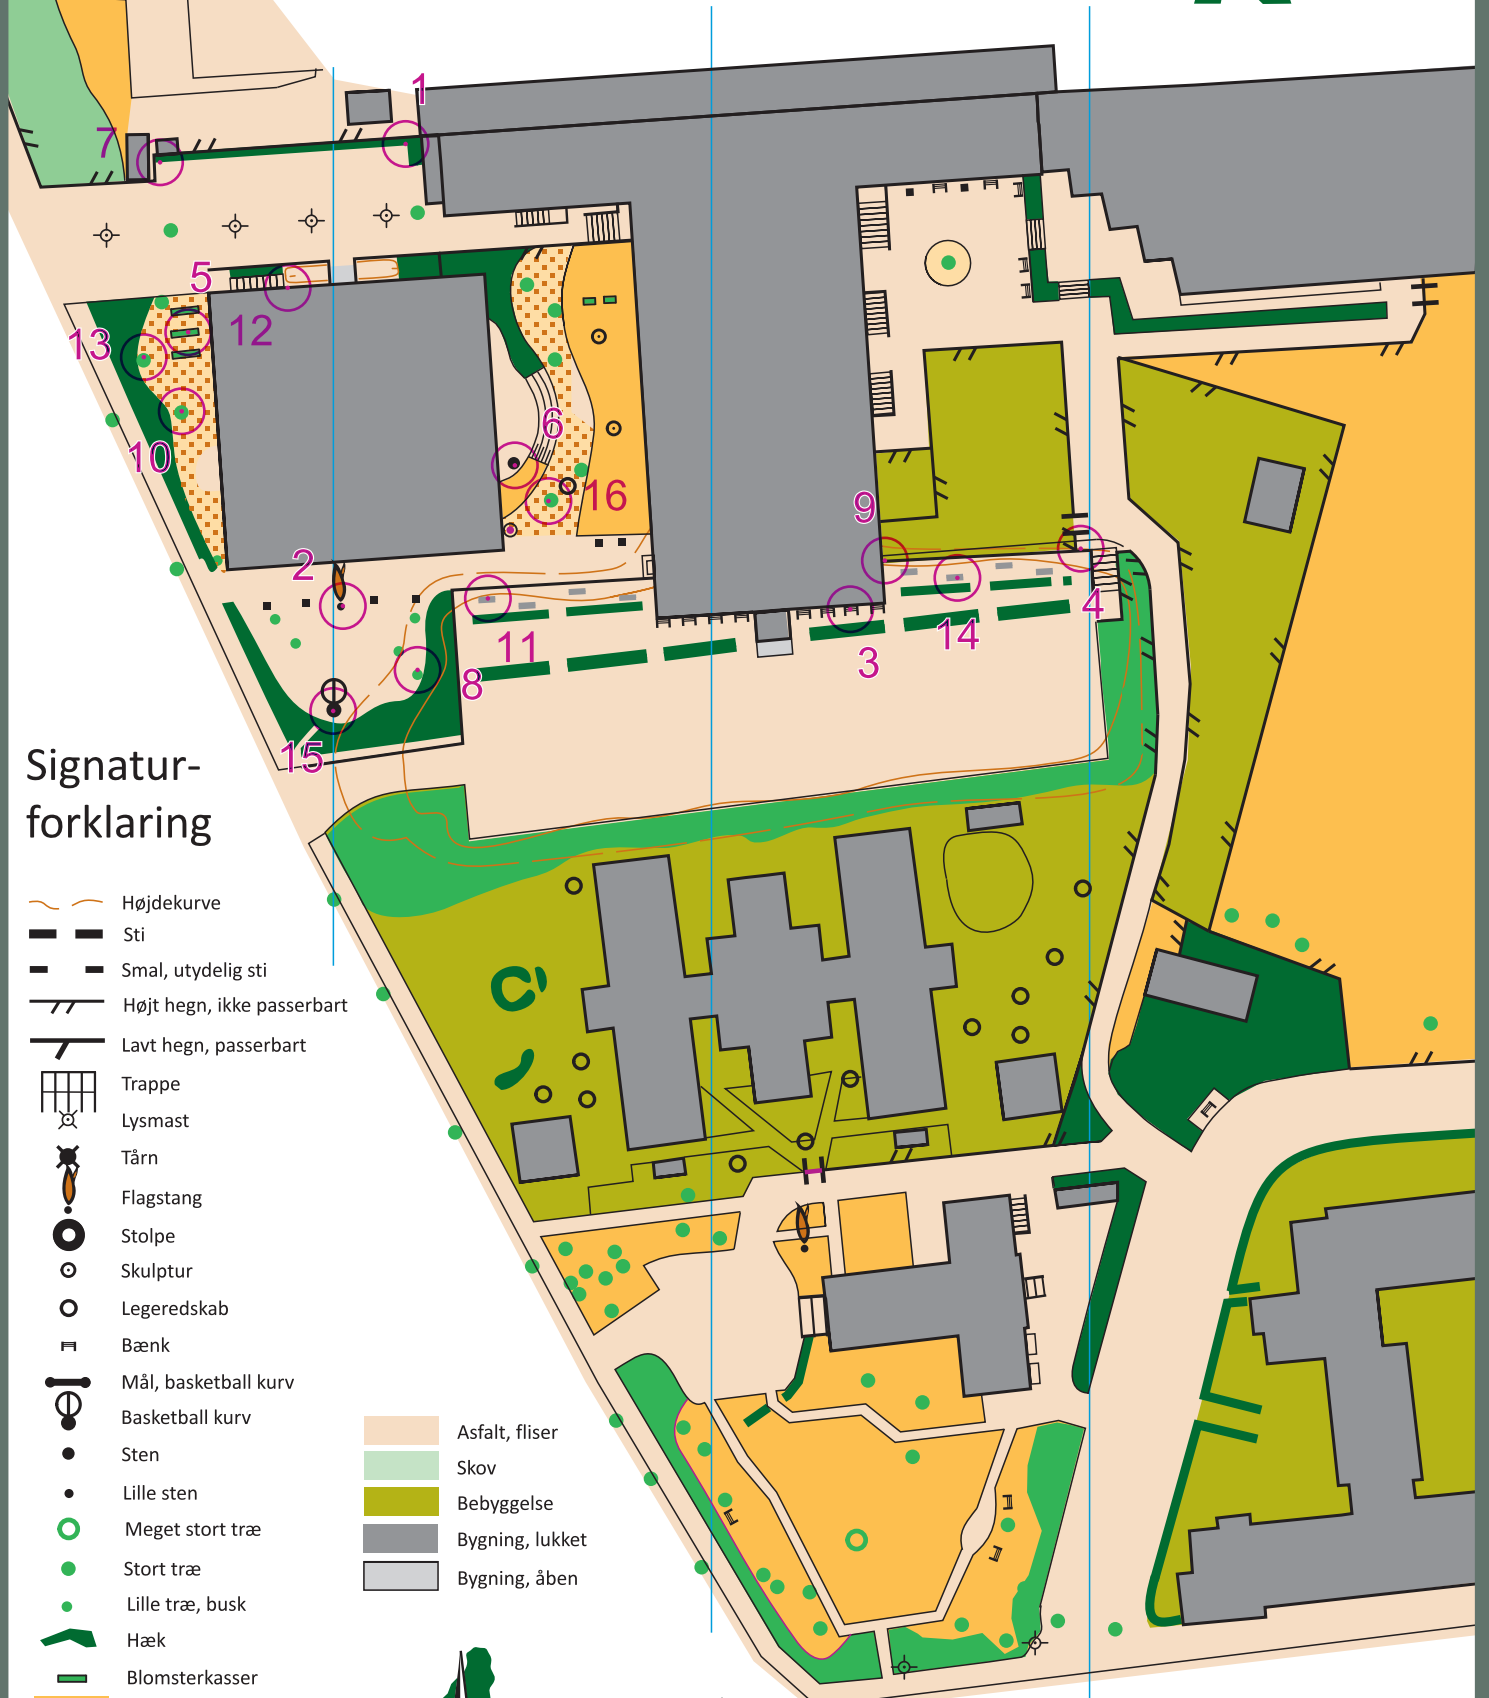 1
7
5
12
13
6
10
16
9
2
4
11
14
3
8
15
Signatur-
forklaring
Højdekurve
Sti
Smal, utydelig sti
Højt hegn, ikke passerbart
Lavt hegn, passerbart
Trappe
Lysmast
Tårn
Flagstang
Stolpe
Skulptur
Legeredskab
Bænk
Mål, basketball kurv
Basketball kurv
Sten
Lille sten
Meget stort træ
Stort træ
Lille træ, busk
Hæk
Blomsterkasser
Asfalt, fliser
Skov
Bebyggelse
Bygning, lukket
Bygning, åben